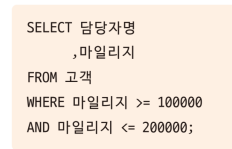 SELECT 담당자명
,마일리지
FROM 고객
WHERE 마일리지 >= 100000
AND 마일리지 <= 200000;